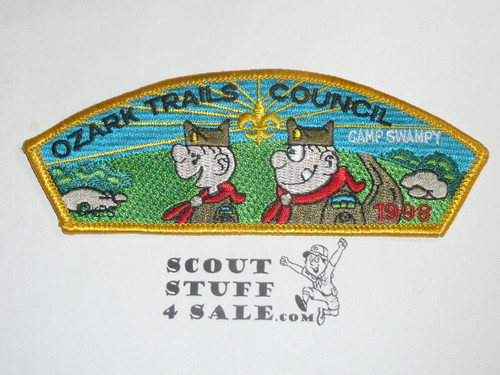 OZARK TRAILS COUNCIL
CAMP SWAMPY
1998
SCOUT
STUFF
4 SALE.com